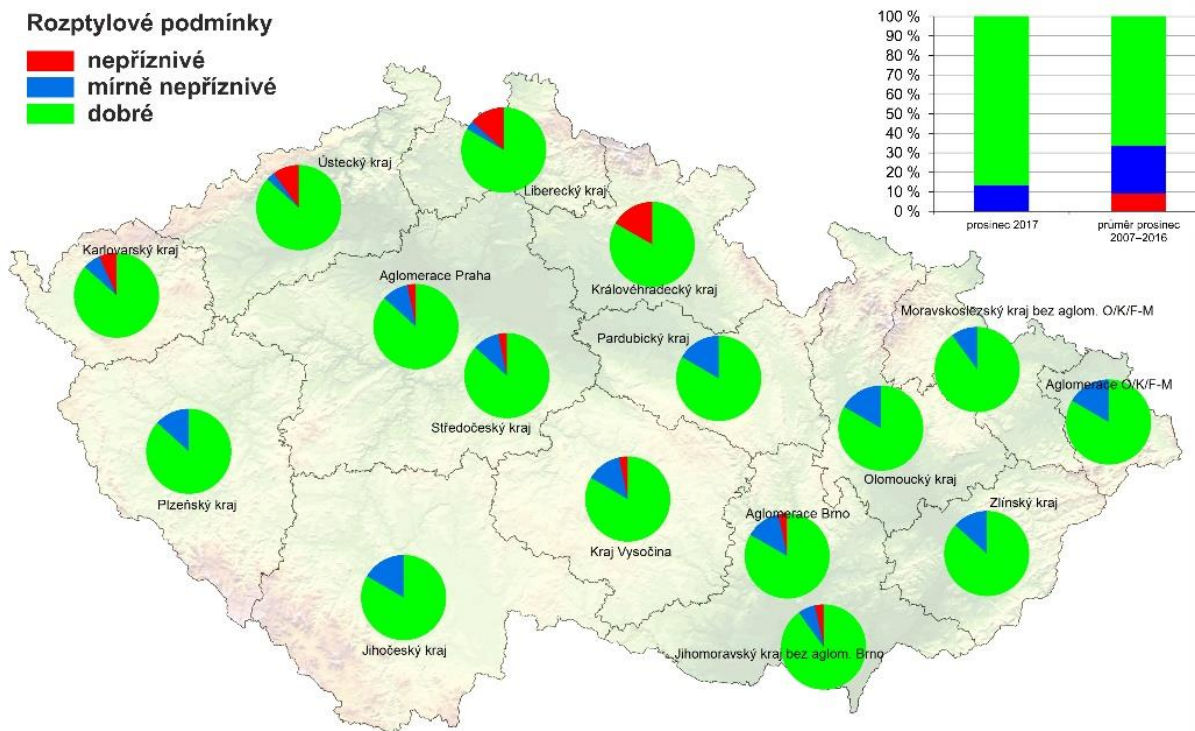 Rozptylové podmínky
nepříznivé
mírně nepříznivé
dobré
100 %
90 %
80 %
70 %
60 %
50 %
40 %
30 %
20 %
10 %
0 %
prosinec 2017
průměr prosinec
2007–2016
Ústecký kraj
Liberecký kraj
Karlovarský kraj
Aglomerace Praha
Královéhradecký kraj
Moravskoslezský kraj bez aglom. O/K/F-M
Pardubický kraj
Aglomerace O/K/F-M
Středočeský kraj
Olomoucký kraj
Plzeňský kraj
Zlínský kraj
Aglomerace Brno
Kraj Vysočina
Jihočeský kraj
Jihomoravský kraj bez aglom. Brno